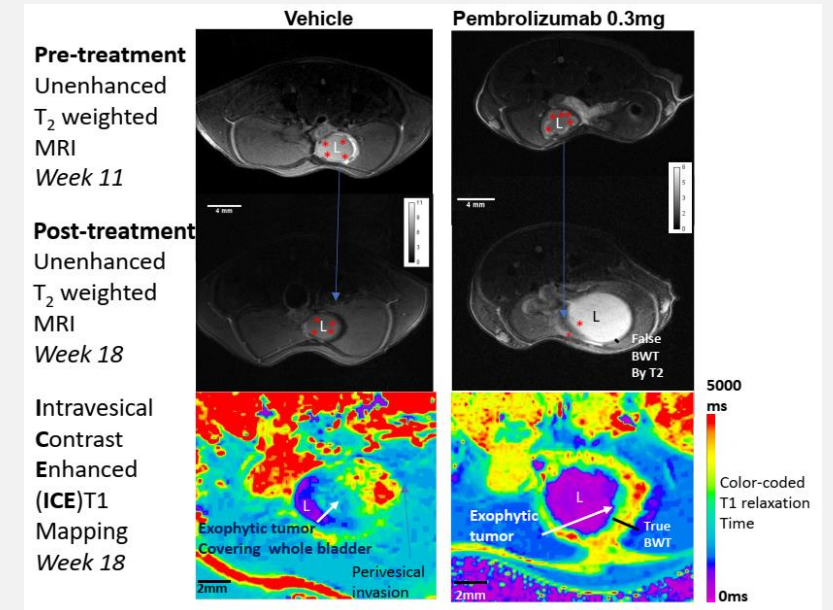 Vehicle
Pembrolizumab 0.3mg
Pre-treatment
Unenhanced
T2 weighted
MRI
Week 11
L
L
4 mm
4 mm
Post-treatment
Unenhanced
T2 weighted
MRI
Week 18
L
L
False
BWT
By T2
Intravesical
Contrast
Enhanced
(ICE)T1
Mapping
Week 18
L
Exophytic tumor
Covering whole bladder
Perivesical
invasion
2mm
L
Exophytic
tumor
True
BWT
2mm
5000
ms
Color-coded
T1 relaxation
Time
0ms